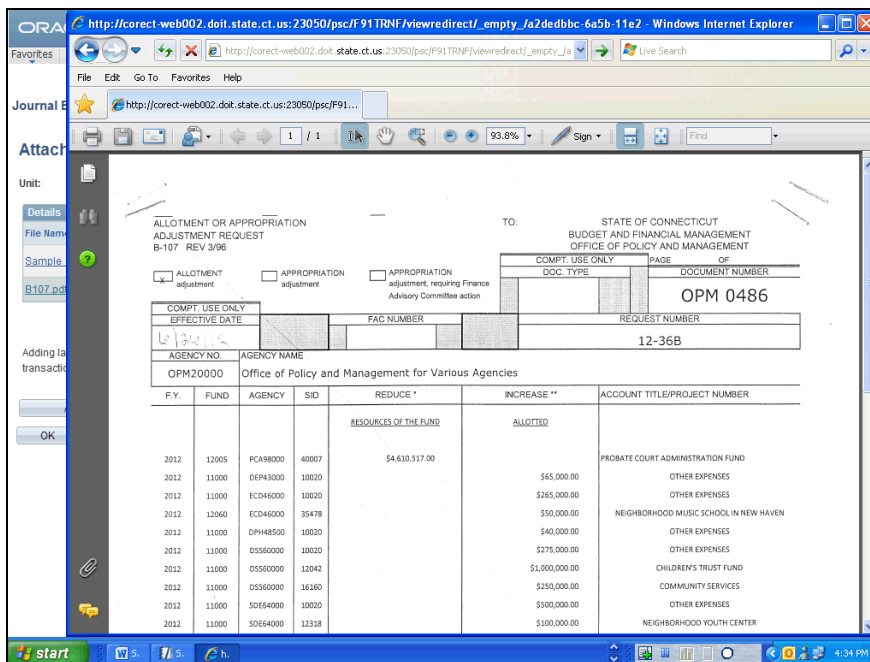 http://corect-web002.doit.state.ct.us:23050/psc/F91TRNF/viewredirect/_empty_/a2dedbbc-6a5b-11e2 - Windows Internet Explorer
http://corect-web002.doit.state.ct.us:23050/psc/F91TRNF/viewredirect/_empty_/a
Live Search
File Edit Go To Favorites Help
http://corect-web002.doit.state.ct.us:23050/psc/F91...
1 / 1 93.8% Sign Find
ORA
Favorites
Journal E
Attach
Unit:
Details
File Name
Sample
B107.pdf
Adding la
transactio
OK
ALLOTMENT OR APPROPRIATION
ADJUSTMENT REQUEST
B-107 REV 3/96
TO:
STATE OF CONNECTICUT
BUDGET AND FINANCIAL MANAGEMENT
OFFICE OF POLICY AND MANAGEMENT
x ALLOTMENT adjustment
APPROPRIATION adjustment
APPROPRIATION adjustment, requiring Finance Advisory Committee action
COMPT. USE ONLY PAGE OF
DOC. TYPE DOCUMENT NUMBER
OPM 0486
COMPT. USE ONLY
EFFECTIVE DATE FAC NUMBER REQUEST NUMBER
12-36B
AGENCY NO. AGENCY NAME
OPM20000 Office of Policy and Management for Various Agencies
F.Y. FUND AGENCY SID REDUCE * INCREASE ** ACCOUNT TITLE/PROJECT NUMBER
RESOURCES OF THE FUND ALLOTTED
2012 12005 PCA98000 40007 $4,610,517.00 PROBATE COURT ADMINISTRATION FUND
2012 11000 DEP43000 10020 $65,000.00 OTHER EXPENSES
2012 11000 ECD46000 10020 $265,000.00 OTHER EXPENSES
2012 12060 ECD46000 35478 $50,000.00 NEIGHBORHOOD MUSIC SCHOOL IN NEW HAVEN
2012 11000 DPH48500 10020 $40,000.00 OTHER EXPENSES
2012 11000 DSS60000 10020 $275,000.00 OTHER EXPENSES
2012 11000 DSS60000 12042 $1,000,000.00 CHILDREN'S TRUST FUND
2012 11000 DSS60000 16160 $250,000.00 COMMUNITY SERVICES
2012 11000 SDE64000 10020 $500,000.00 OTHER EXPENSES
2012 11000 SDE64000 12318 $100,000.00 NEIGHBORHOOD YOUTH CENTER
start S. S. h. 4:34 PM